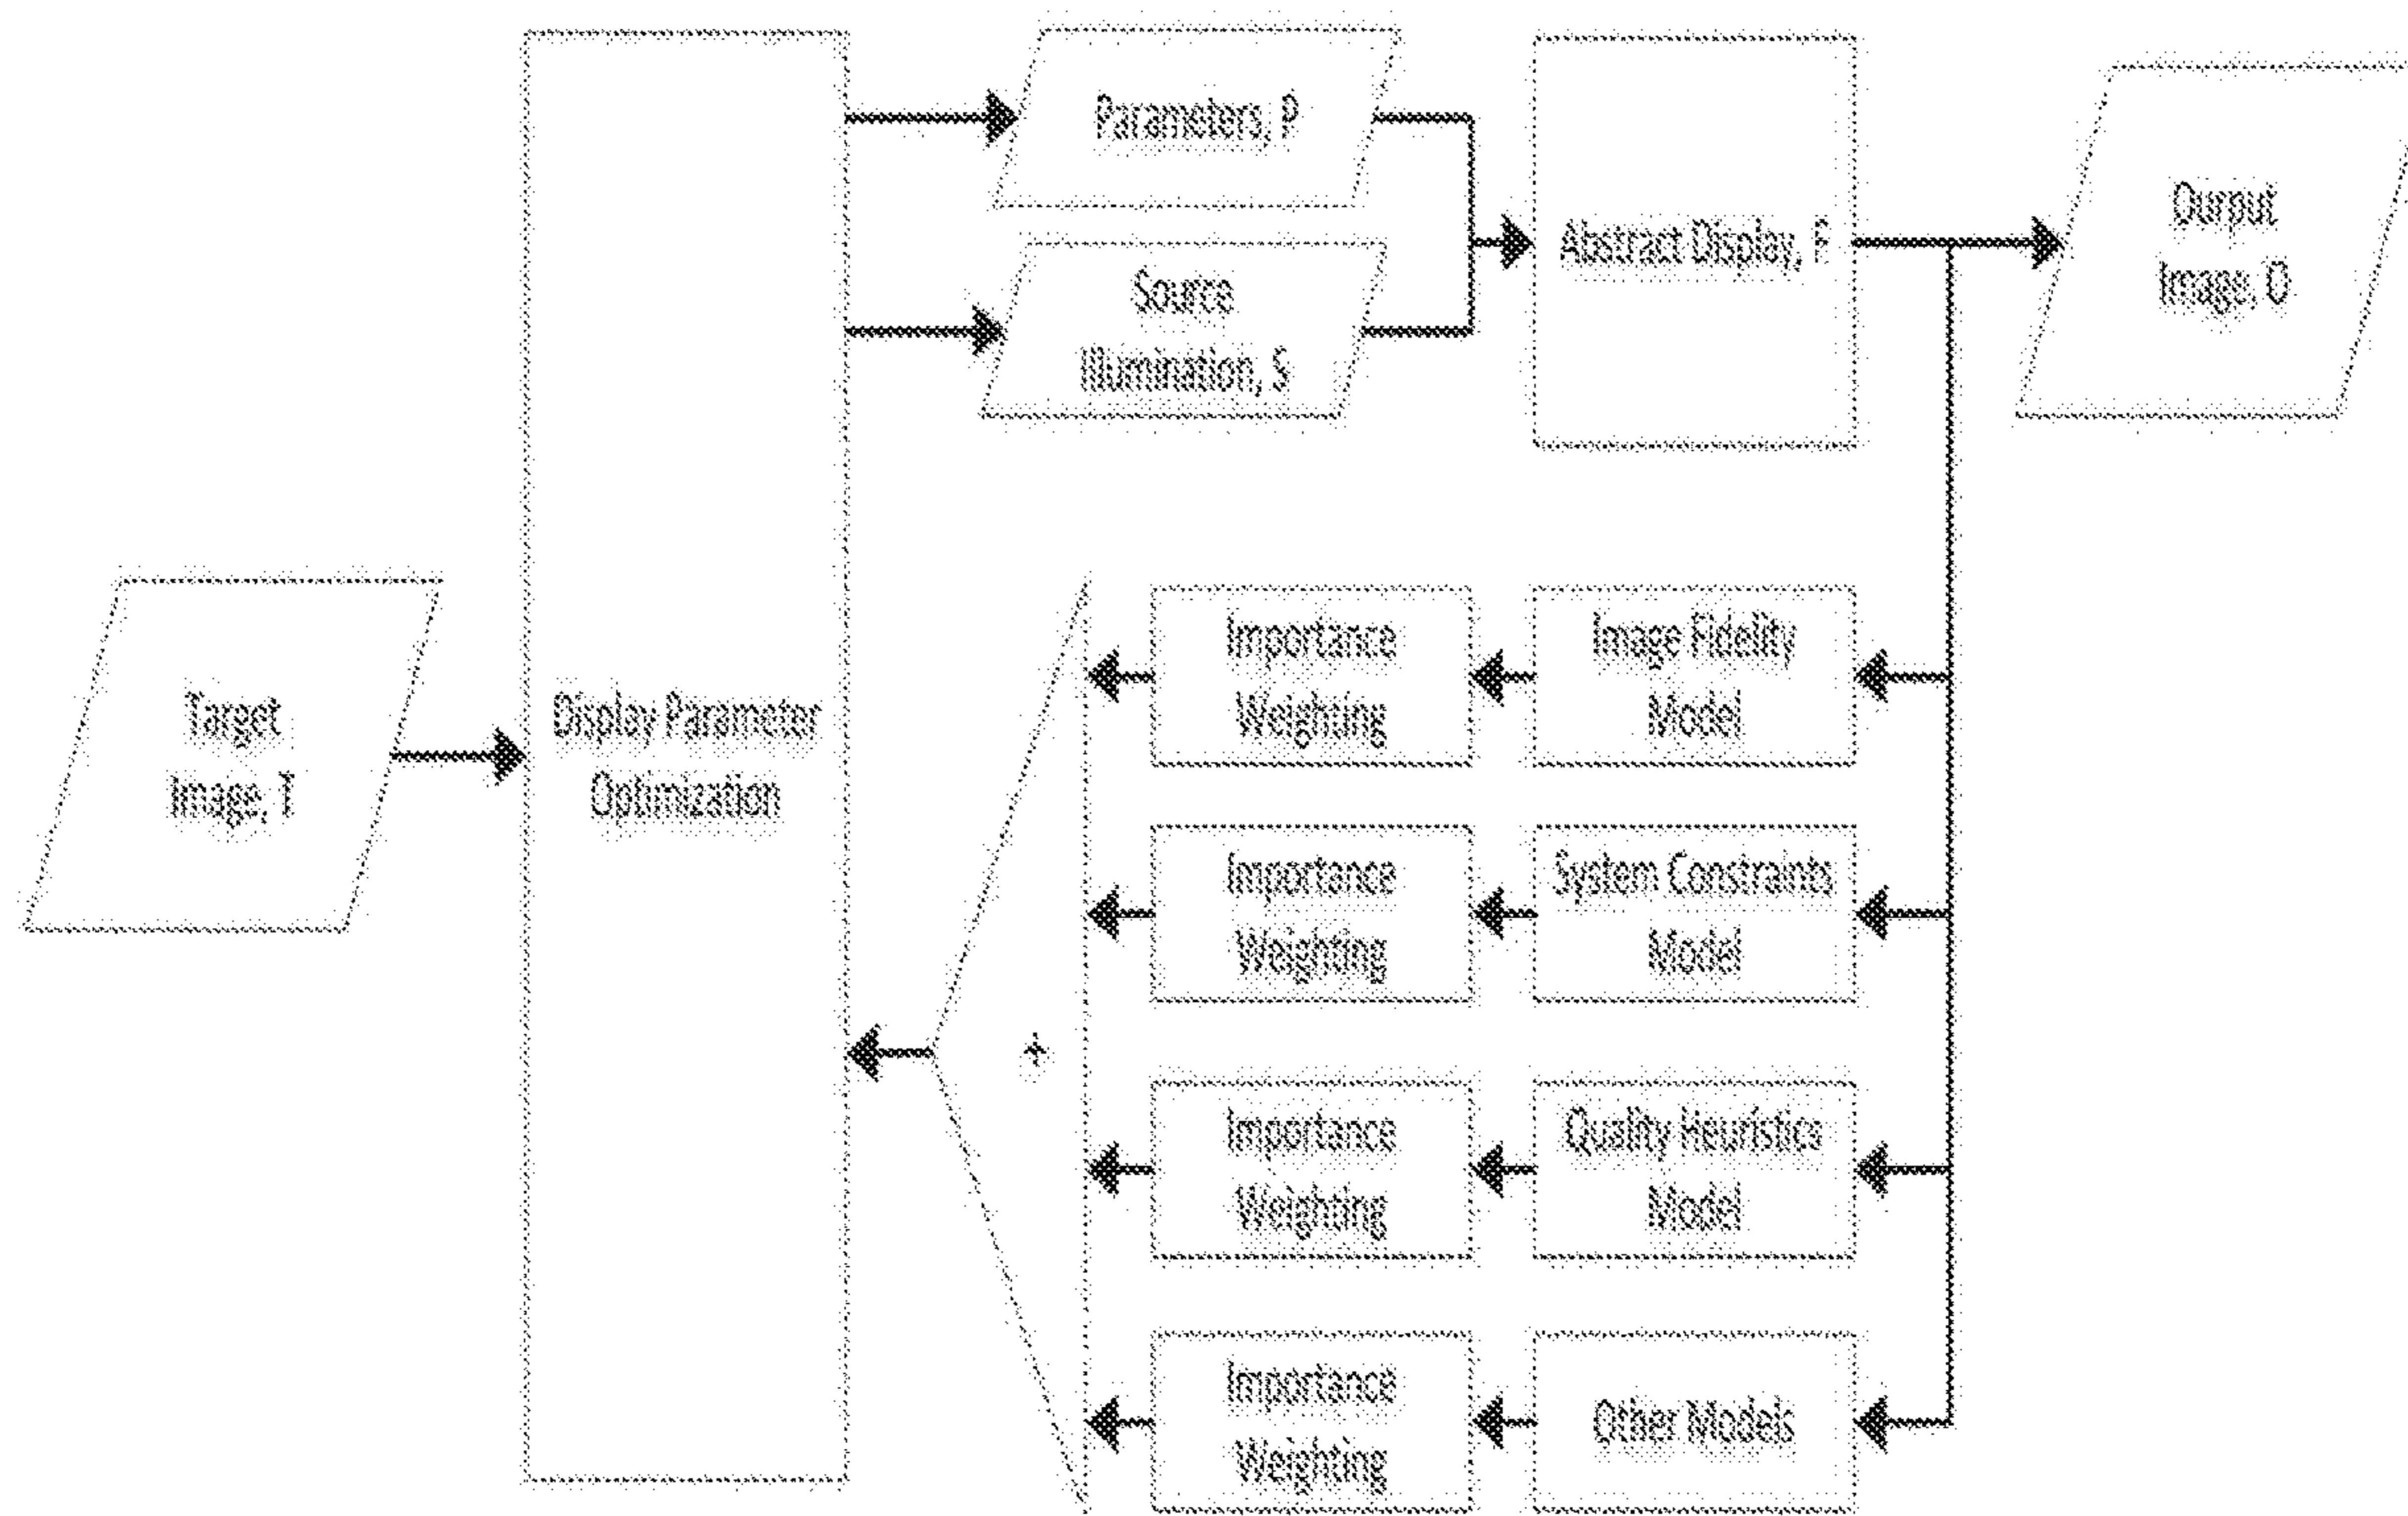 Parameters, P
Source
Illumination, S
Abstract Display, F
Ourput
Image, O
Target
Image, T
Display Parameter
Optimization
Importance
Weighting
Image Fidelity
Model
Importance
Weighting
System Constraints
Model
+
Importance
Weighting
Quality Heuristics
Model
Importance
Weighting
Other Models